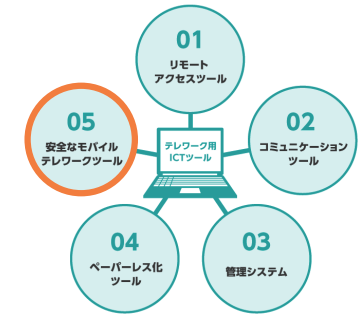 01
リモート
アクセスツール
02
コミュニケーション
ツール
03
管理システム
04
ペーパーレス化
ツール
05
安全なモバイル
テレワークツール
テレワーク用
ICTツール